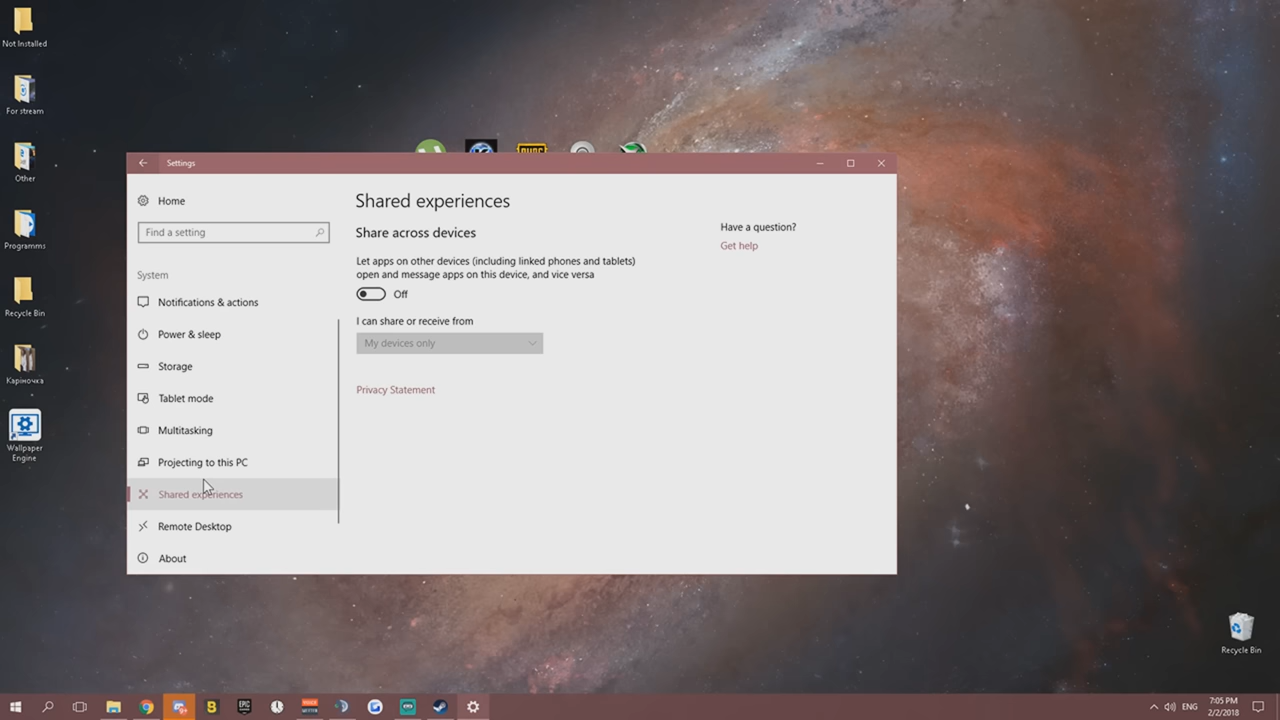 Not Installed
For stream
Other
Programms
Recycle Bin
Каріночка
Wallpaper
Engine
Settings
Home
Find a setting
System
Notifications & actions
Power & sleep
Storage
Tablet mode
Multitasking
Projecting to this PC
Shared experiences
Remote Desktop
About
Shared experiences
Share across devices
Let apps on other devices (including linked phones and tablets)
open and message apps on this device, and vice versa
Off
I can share or receive from
My devices only
Privacy Statement
Have a question?
Get help
Recycle Bin
EPIC
ENG
7:05 PM
2/2/2018